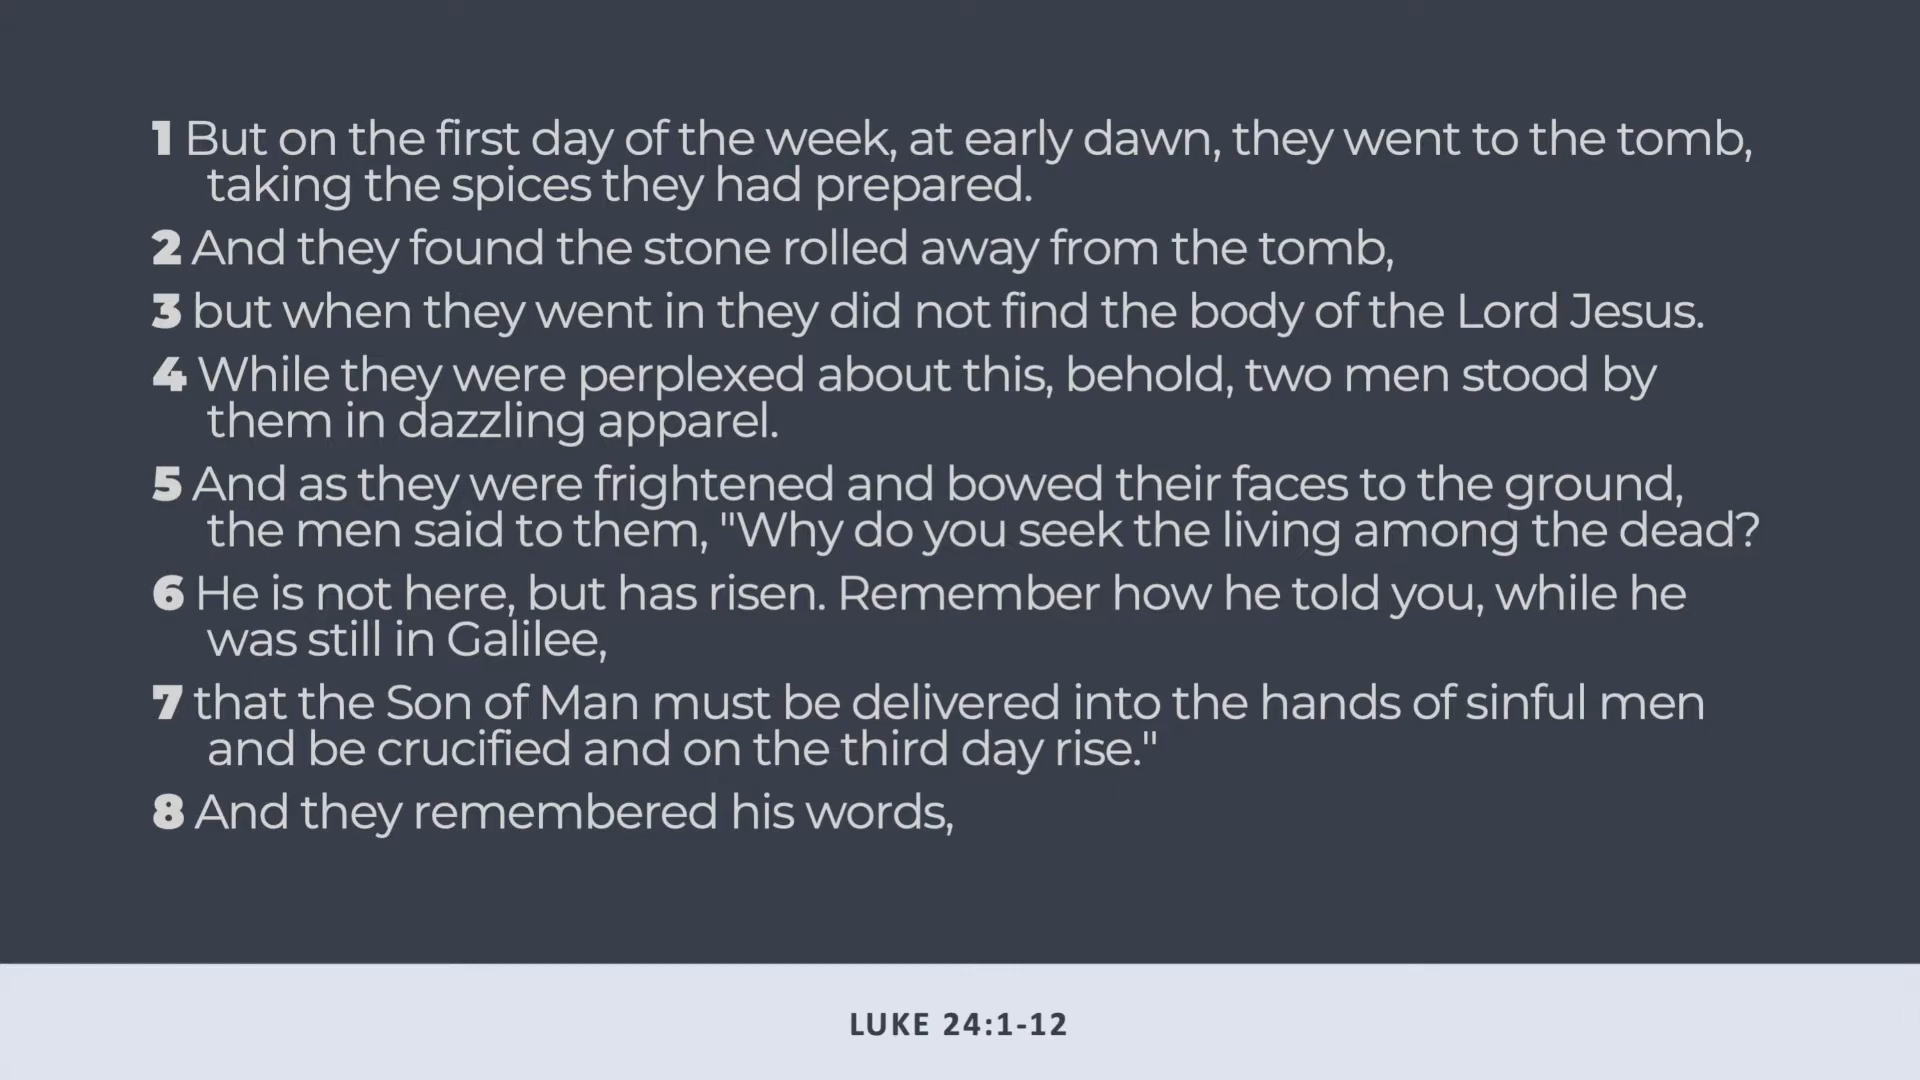 1 But on the first day of the week, at early dawn, they went to the tomb,
taking the spices they had prepared.
2 And they found the stone rolled away from the tomb,
3 but when they went in they did not find the body of the Lord Jesus.
4 While they were perplexed about this, behold, two men stood by
them in dazzling apparel.
5 And as they were frightened and bowed their faces to the ground,
the men said to them, "Why do you seek the living among the dead?
6 He is not here, but has risen. Remember how he told you, while he
was still in Galilee,
7 that the Son of Man must be delivered into the hands of sinful men
and be crucified and on the third day rise."
8 And they remembered his words,
LUKE 24:1-12